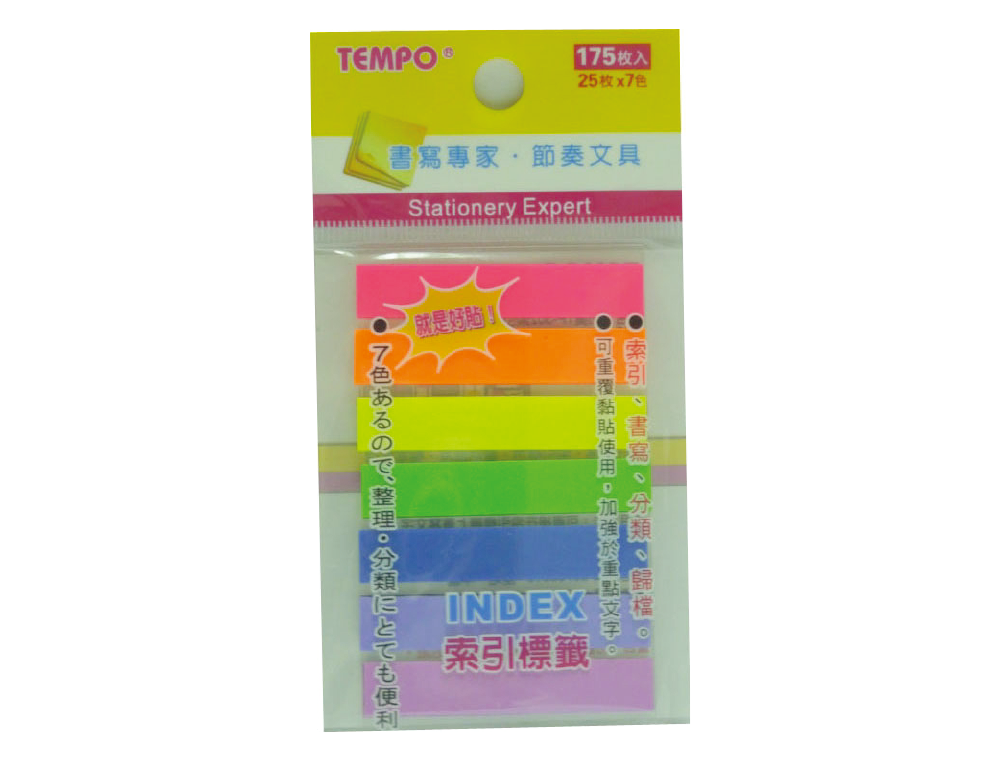 TEMPO®
175枚入
25枚x7色
書寫專家・節奏文具
Stationery Expert
就是好貼！
●索引、書寫、分類、歸檔。
●可重覆黏貼使用，加強於重點文字。
●7色あるので、整理・分類にとても便利
INDEX
索引標籤